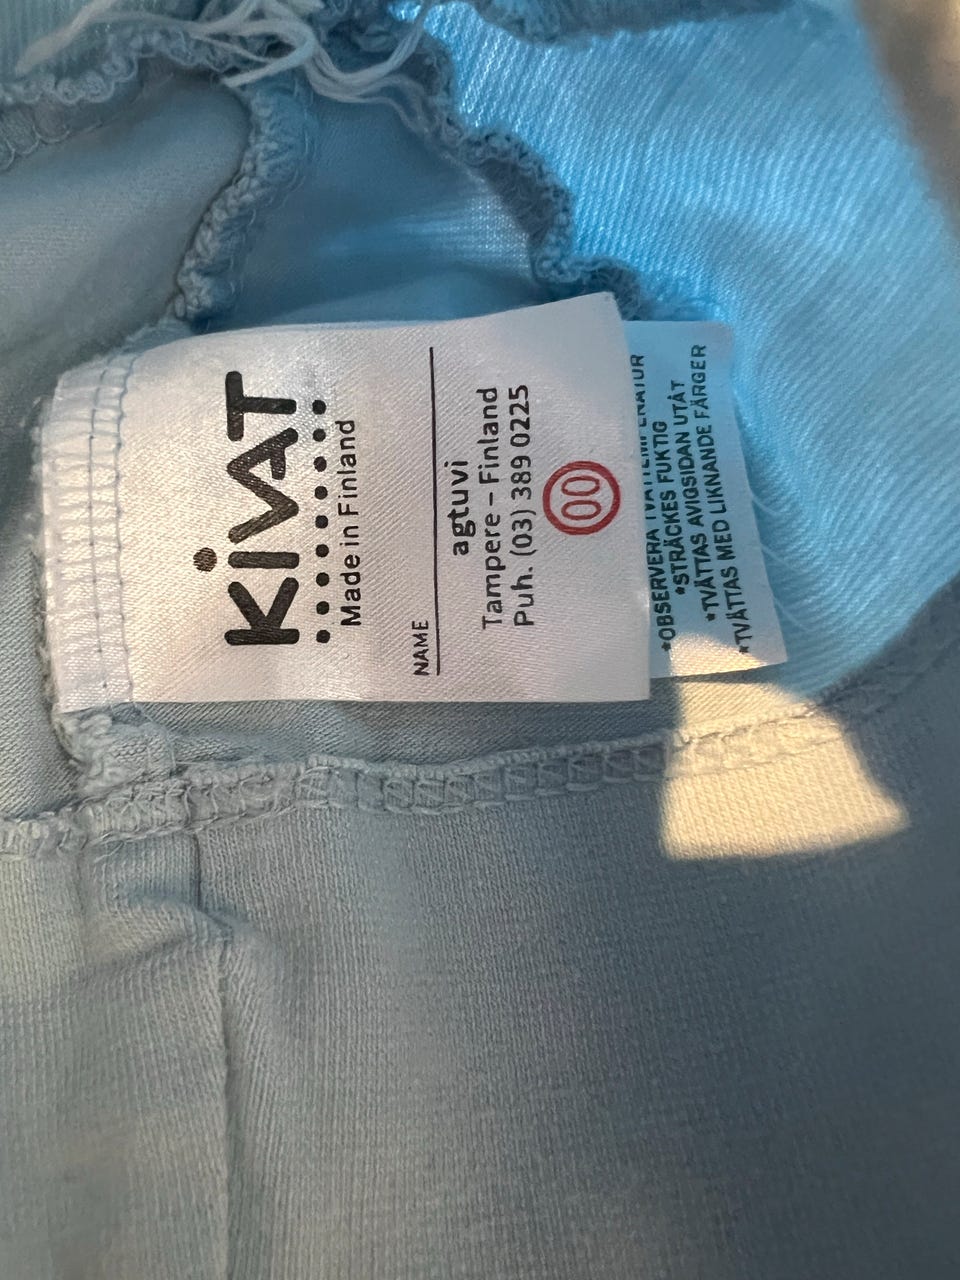 KiVAT
Made in Finland
NAME
agtuvi
Tampere - Finland
Puh. (03) 389 0225
00
*OBSERVERA TVÄTTEMPERATUR
*STRÄCKES FUKTIG
*TVÄTTAS AVIGSIDAN UTÅT
*TVÄTTAS MED LIKNANDE FÄRGER